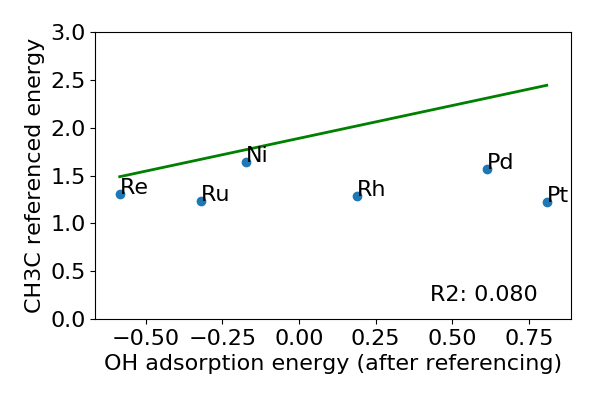 3.0
2.5
2.0
1.5
1.0
0.5
0.0
CH3C referenced energy
Re
Ru
Ni
Rh
Pd
Pt
R2: 0.080
−0.50 −0.25 0.00 0.25 0.50 0.75
OH adsorption energy (after referencing)